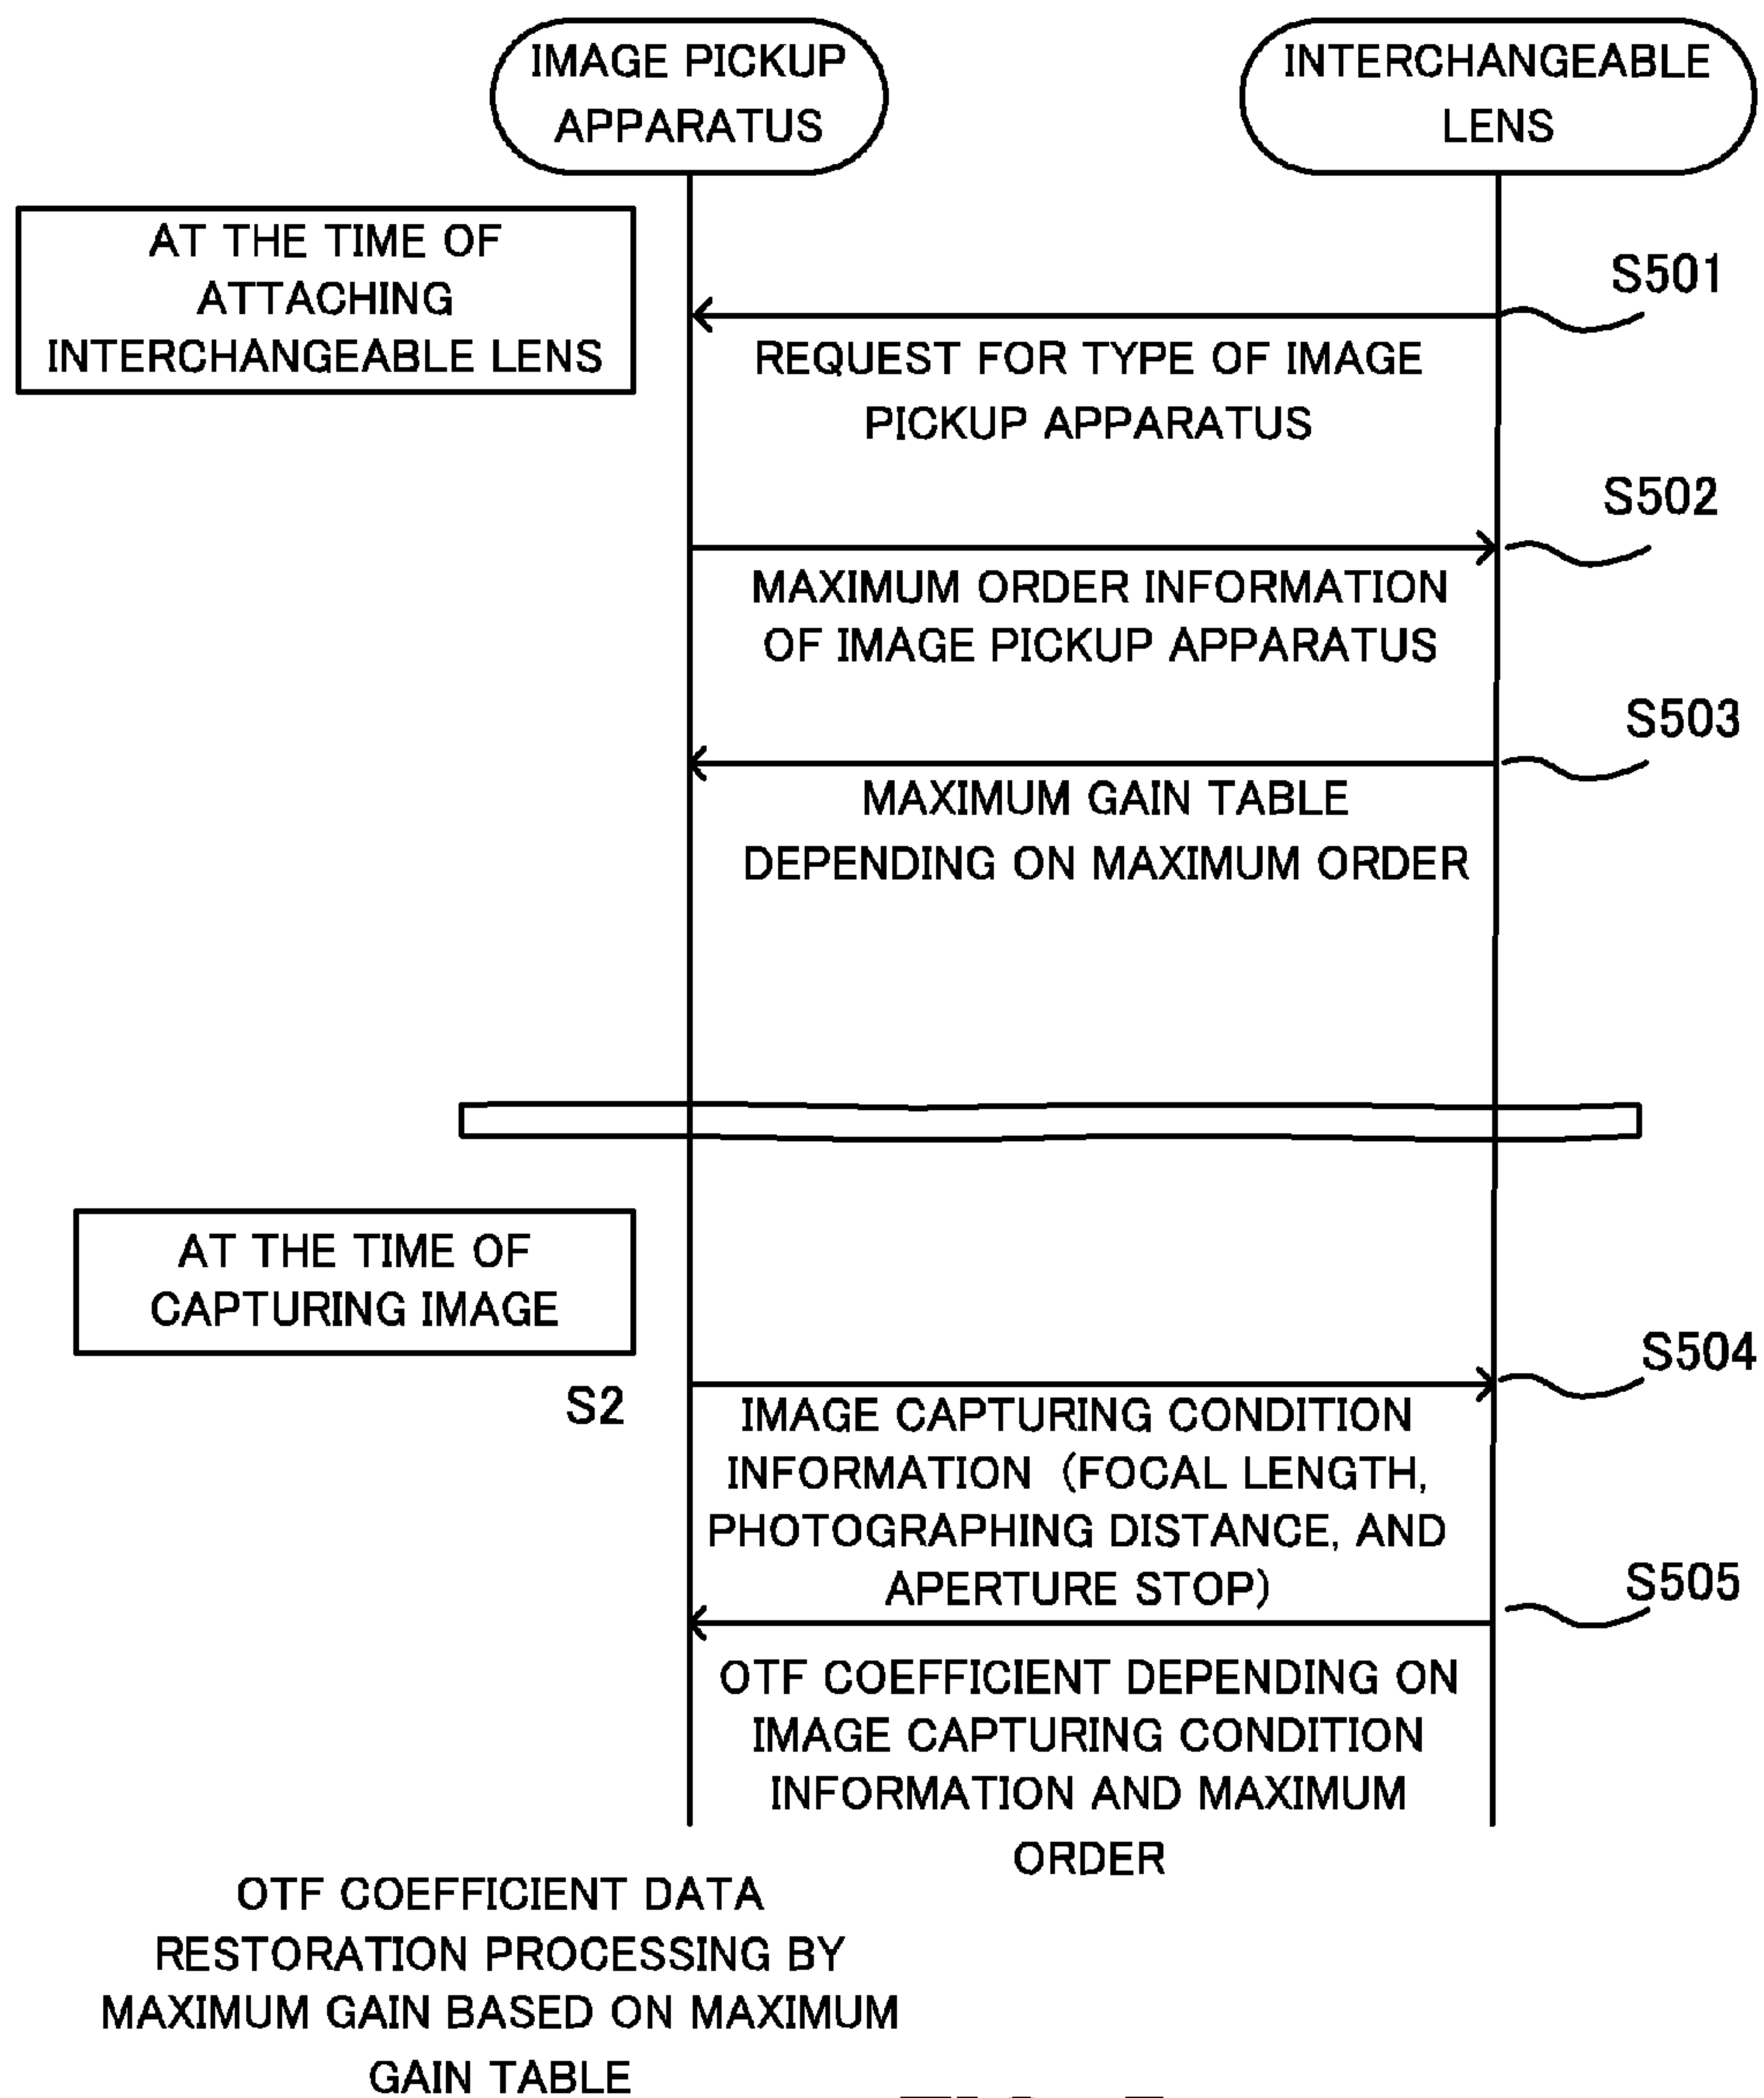 IMAGE PICKUP
APPARATUS
INTERCHANGEABLE
LENS
AT THE TIME OF
ATTACHING
INTERCHANGEABLE LENS
S501
REQUEST FOR TYPE OF IMAGE
PICKUP APPARATUS
S502
MAXIMUM ORDER INFORMATION
OF IMAGE PICKUP APPARATUS
S503
MAXIMUM GAIN TABLE
DEPENDING ON MAXIMUM ORDER
AT THE TIME OF
CAPTURING IMAGE
S504
S2
IMAGE CAPTURING CONDITION
INFORMATION (FOCAL LENGTH,
PHOTOGRAPHING DISTANCE, AND
APERTURE STOP)
S505
OTF COEFFICIENT DEPENDING ON
IMAGE CAPTURING CONDITION
INFORMATION AND MAXIMUM
ORDER
OTF COEFFICIENT DATA
RESTORATION PROCESSING BY
MAXIMUM GAIN BASED ON MAXIMUM
GAIN TABLE